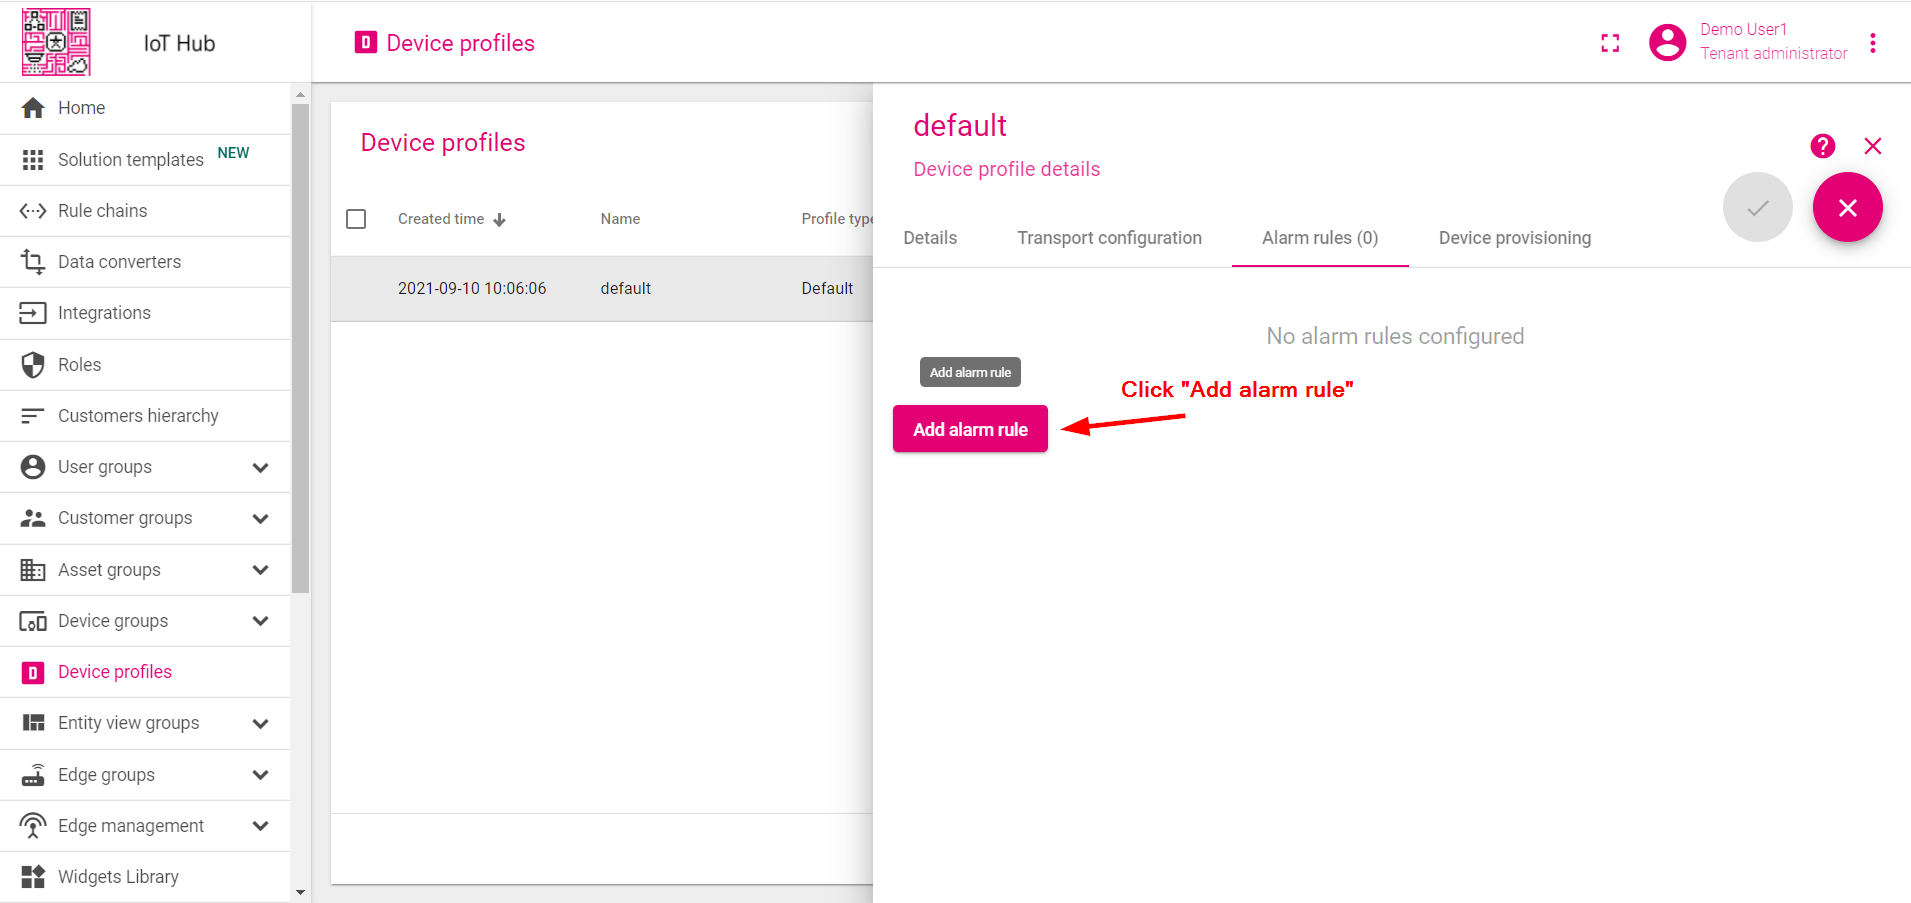 IoT Hub
Device profiles
Demo User1
Tenant administrator
Home
Solution templates NEW
Rule chains
Data converters
Integrations
Roles
Customers hierarchy
User groups
Customer groups
Asset groups
Device groups
D Device profiles
Entity view groups
Edge groups
Edge management
Widgets Library
Device profiles
Created time Name Profile type
2021-09-10 10:06:06 default Default
default
Device profile details
Details Transport configuration Alarm rules (0) Device provisioning
No alarm rules configured
Add alarm rule
Click "Add alarm rule"
Add alarm rule